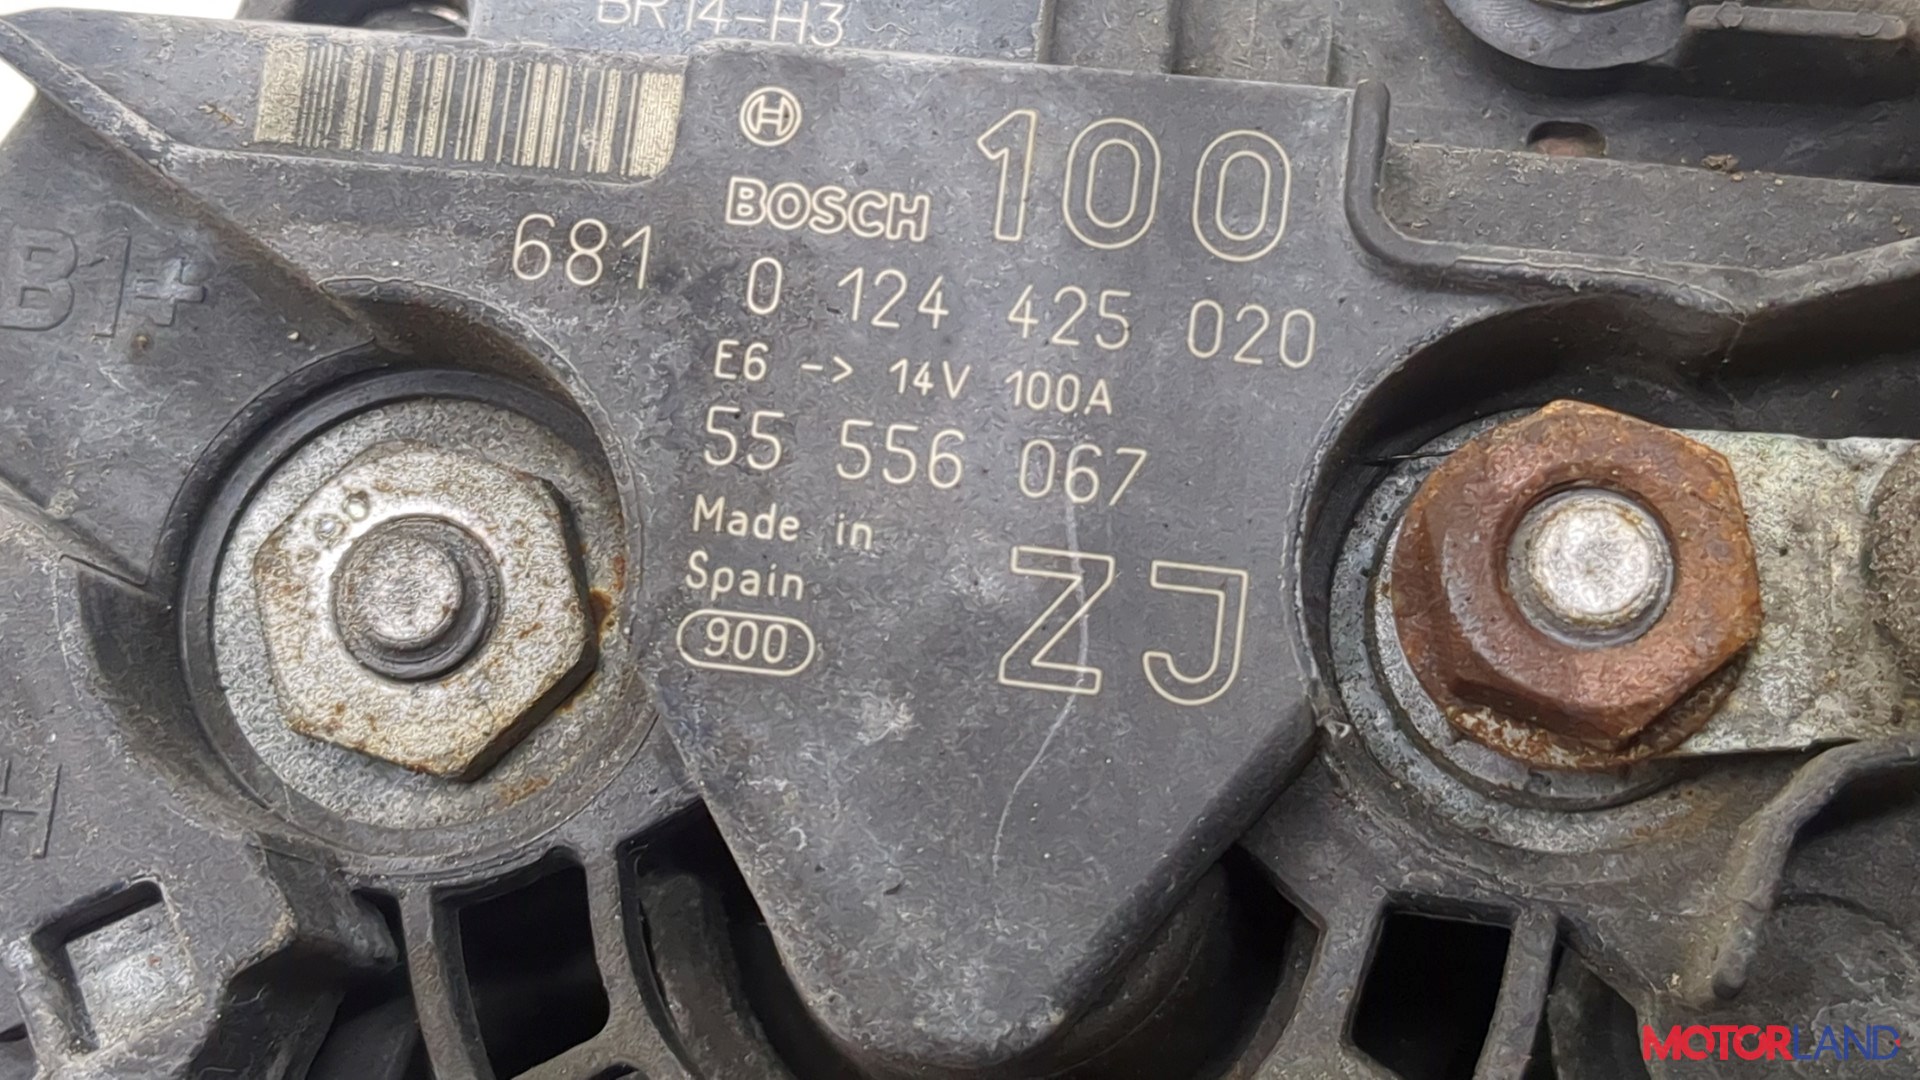 BR14-H3
BOSCH 100
681 0 124 425 020
E6 -> 14V 100A
55 556 067
Made in
Spain
900
ZJ
B1+
MOTORLAND